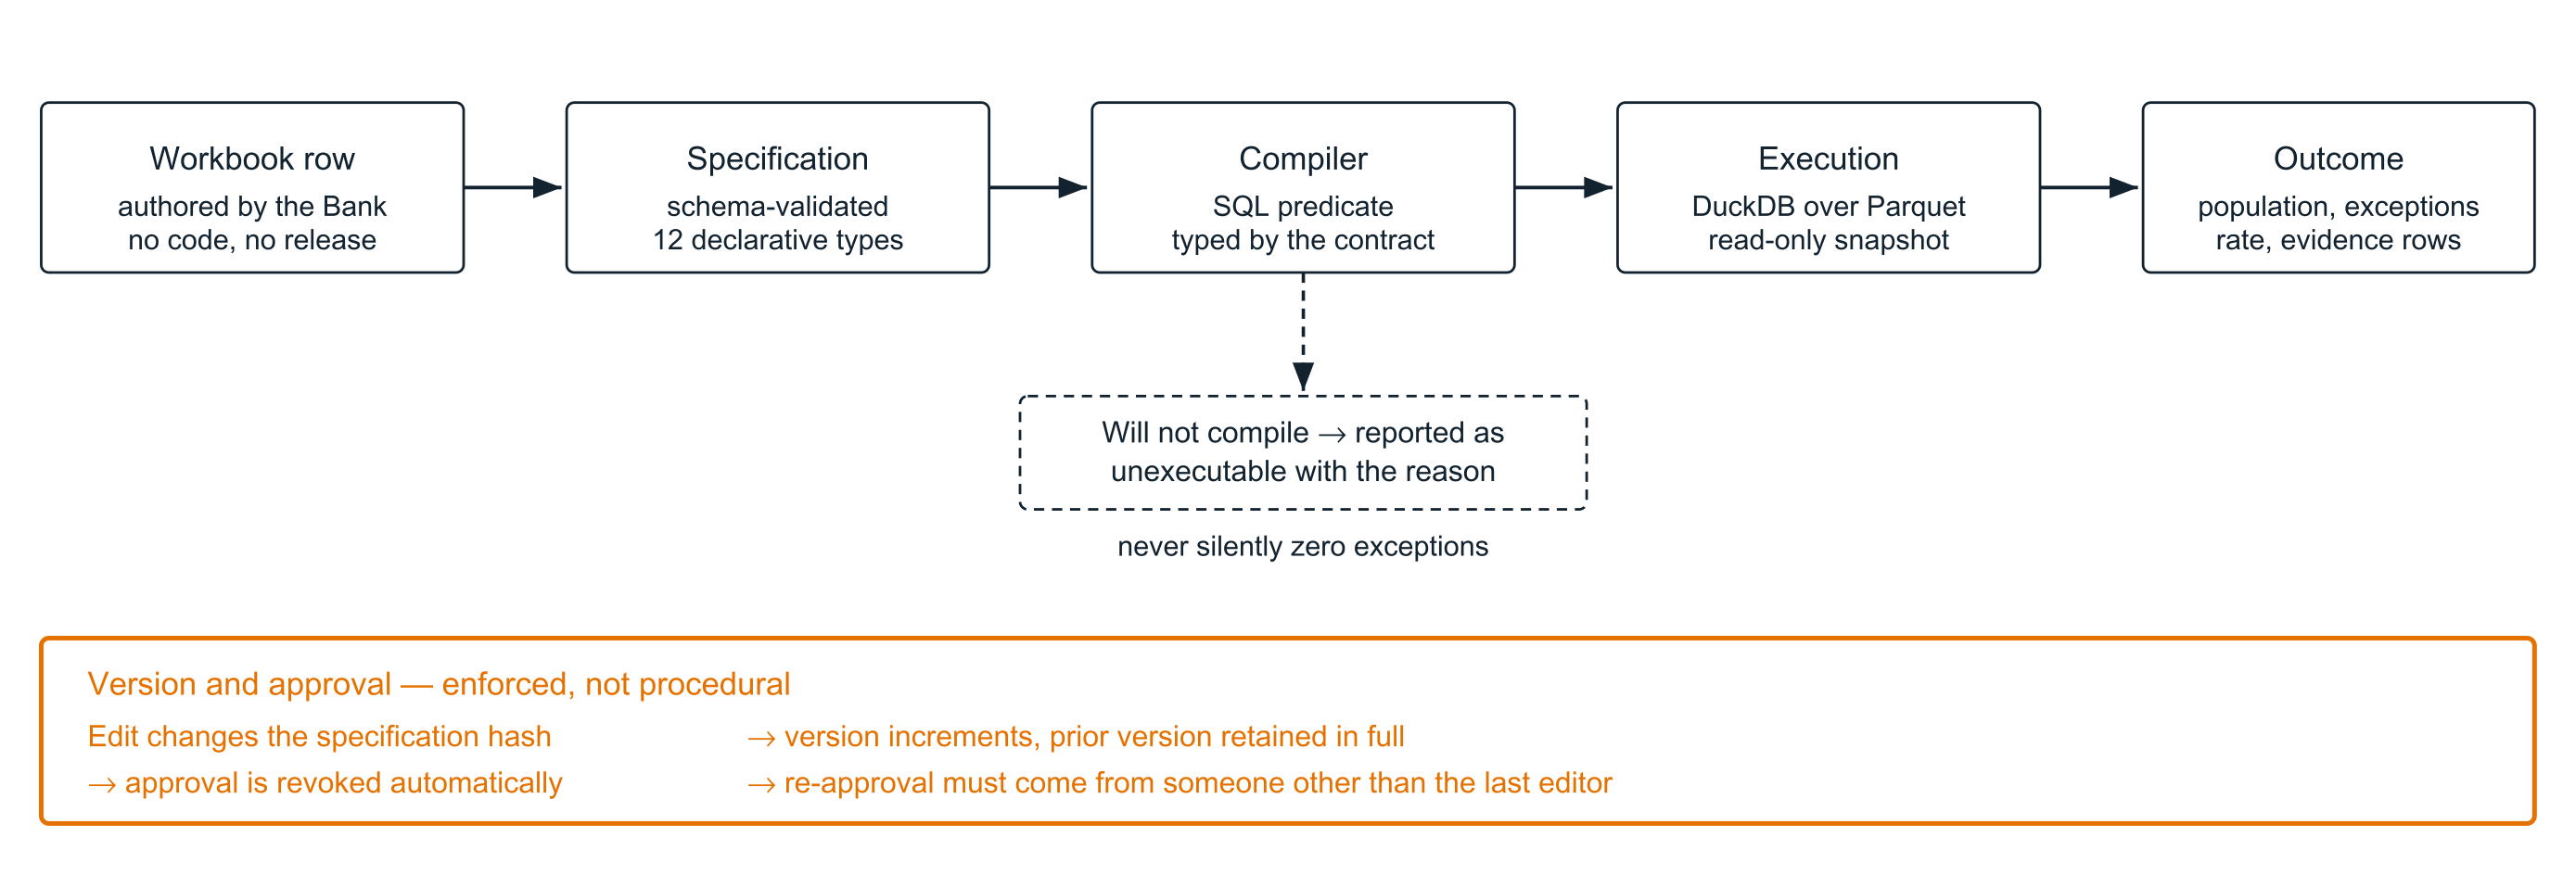 Workbook row
authored by the Bank
no code, no release
Specification
schema-validated
12 declarative types
Compiler
SQL predicate
typed by the contract
Execution
DuckDB over Parquet
read-only snapshot
Outcome
population, exceptions
rate, evidence rows
Will not compile → reported as
unexecutable with the reason
never silently zero exceptions
Version and approval — enforced, not procedural
Edit changes the specification hash
→ version increments, prior version retained in full
→ approval is revoked automatically
→ re-approval must come from someone other than the last editor